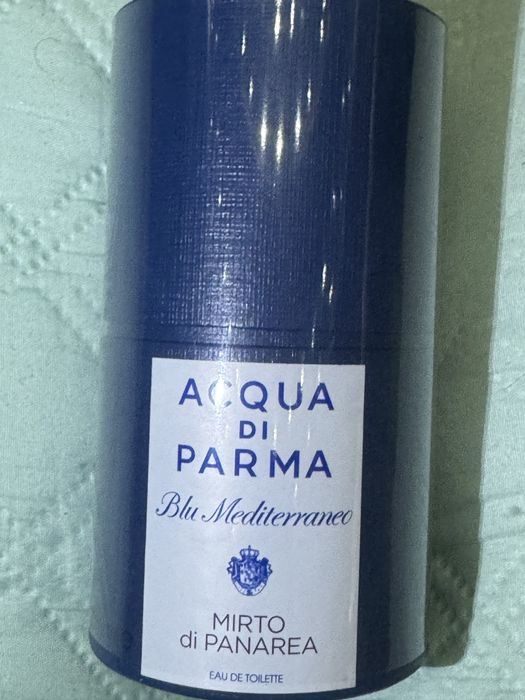 ACQUA
DI
PARMA
Blu Mediterraneo
MIRTO
di PANAREA
EAU DE TOILETTE